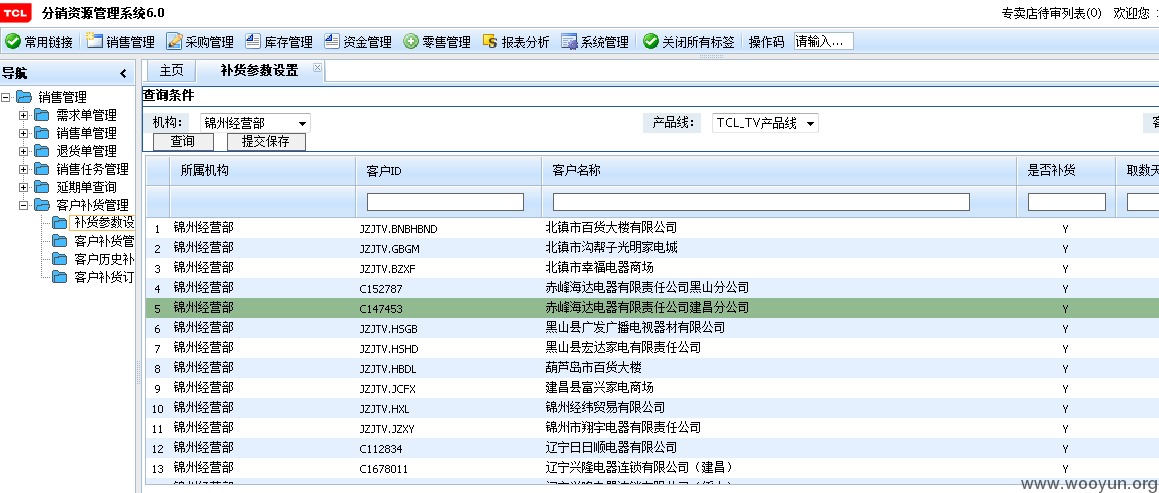 TCL 分销资源管理系统6.0 专卖店待审列表(0) 欢迎您：
常用链接 销售管理 采购管理 库存管理 资金管理 零售管理 报表分析 系统管理 关闭所有标签 操作码 请输入...
导航
主页 补货参数设置
销售管理
需求单管理
销售单管理
退货单管理
销售任务管理
延期单查询
客户补货管理
补货参数设
客户补货管
客户历史补
客户补货订
查询条件
机构: 锦州经营部 产品线: TCL_TV产品线 客
查询 提交保存
所属机构 客户ID 客户名称 是否补货 取数天
1 锦州经营部 JZJTV.BNBHBND 北镇市百货大楼有限公司 Y
2 锦州经营部 JZJTV.GBGM 北镇市沟帮子光明家电城 Y
3 锦州经营部 JZJTV.BZXF 北镇市幸福电器商场 Y
4 锦州经营部 C152787 赤峰海达电器有限责任公司黑山分公司 Y
5 锦州经营部 C147453 赤峰海达电器有限责任公司建昌分公司 Y
6 锦州经营部 JZJTV.HSGB 黑山县广发广播电视器材有限公司 Y
7 锦州经营部 JZJTV.HSHD 黑山县宏达家电有限责任公司 Y
8 锦州经营部 JZJTV.HBDL 葫芦岛市百货大楼 Y
9 锦州经营部 JZJTV.JCFX 建昌县富兴家电商场 Y
10 锦州经营部 JZJTV.HXL 锦州经纬贸易有限公司 Y
11 锦州经营部 JZJTV.JZXY 锦州市翔宇电器有限责任公司 Y
12 锦州经营部 C112834 辽宁日日顺电器有限公司 Y
13 锦州经营部 C1678011 辽宁兴隆电器连锁有限公司（建昌） Y
www.wooyun.org